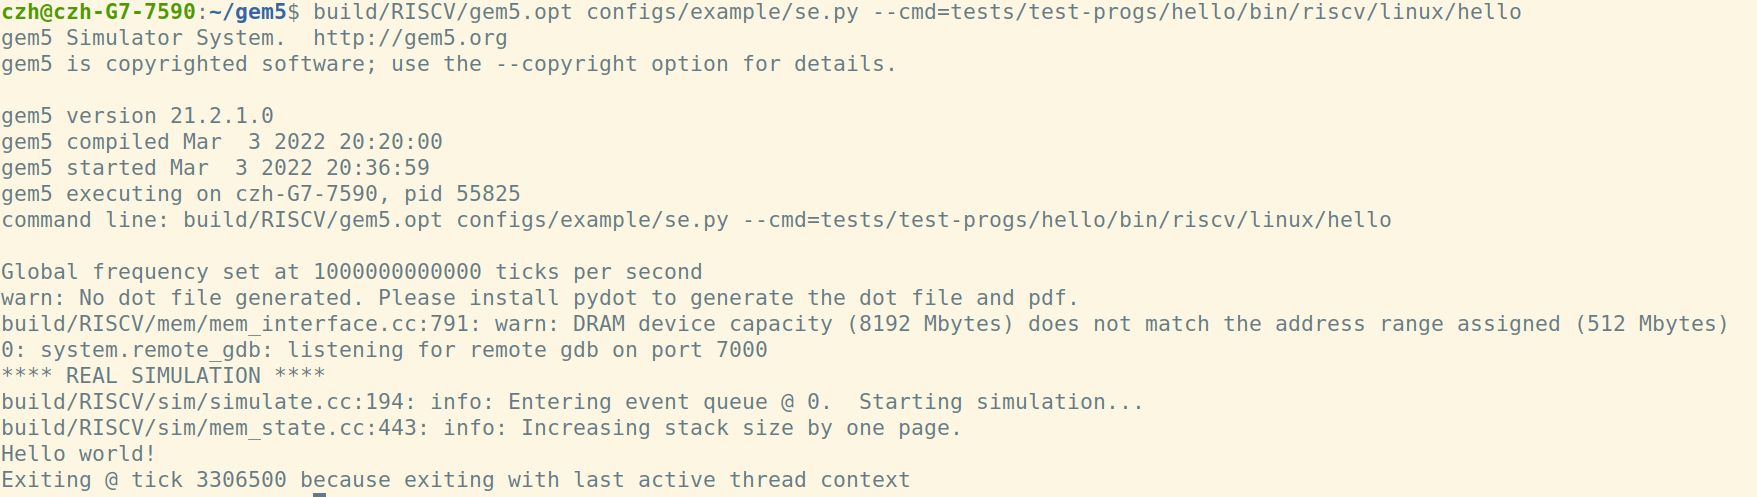 czh@czh-G7-7590:~/gem5$ build/RISCV/gem5.opt configs/example/se.py --cmd=tests/test-progs/hello/bin/riscv/linux/hello
gem5 Simulator System.  http://gem5.org
gem5 is copyrighted software; use the --copyright option for details.

gem5 version 21.2.1.0
gem5 compiled Mar  3 2022 20:20:00
gem5 started Mar  3 2022 20:36:59
gem5 executing on czh-G7-7590, pid 55825
command line: build/RISCV/gem5.opt configs/example/se.py --cmd=tests/test-progs/hello/bin/riscv/linux/hello

Global frequency set at 1000000000000 ticks per second
warn: No dot file generated. Please install pydot to generate the dot file and pdf.
build/RISCV/mem/mem_interface.cc:791: warn: DRAM device capacity (8192 Mbytes) does not match the address range assigned (512 Mbytes)
0: system.remote_gdb: listening for remote gdb on port 7000
**** REAL SIMULATION ****
build/RISCV/sim/simulate.cc:194: info: Entering event queue @ 0.  Starting simulation...
build/RISCV/sim/mem_state.cc:443: info: Increasing stack size by one page.
Hello world!
Exiting @ tick 3306500 because exiting with last active thread context